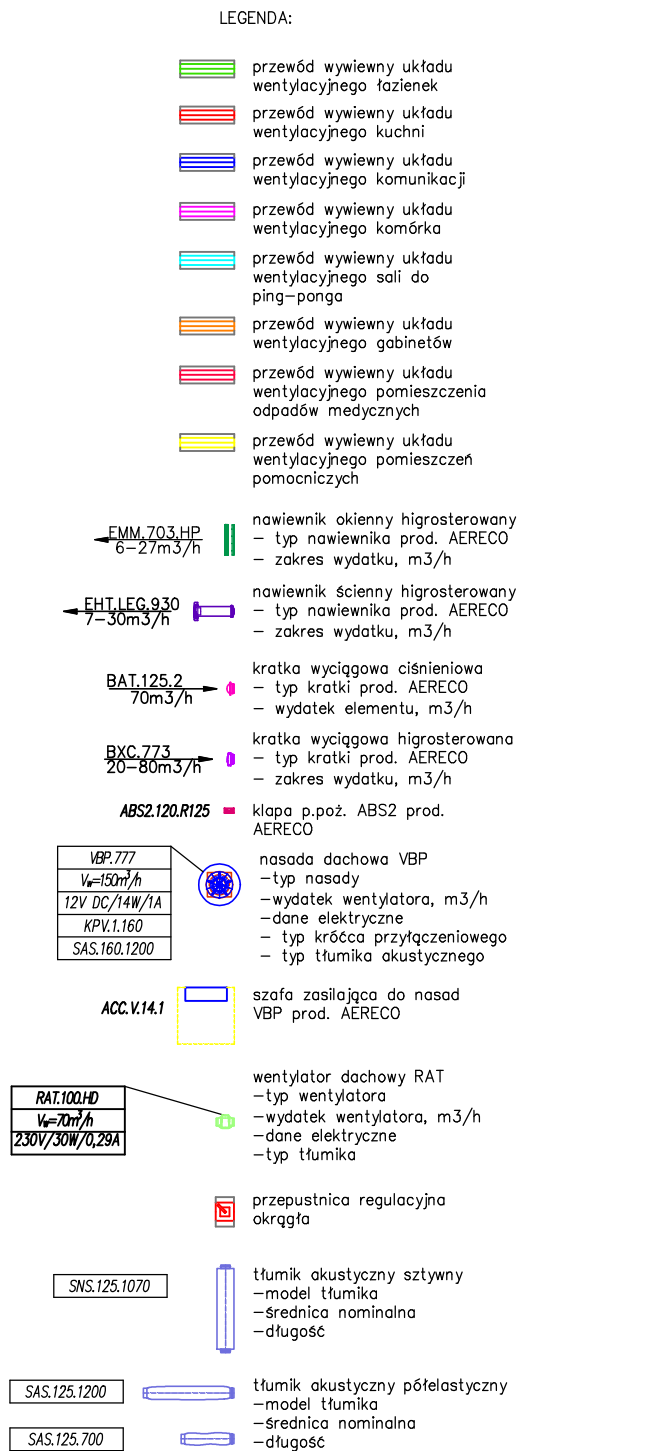 LEGENDA:
przewód wywiewny układu
wentylacyjnego łazienek
przewód wywiewny układu
wentylacyjnego kuchni
przewód wywiewny układu
wentylacyjnego komunikacji
przewód wywiewny układu
wentylacyjnego komórka
przewód wywiewny układu
wentylacyjnego sali do
ping-ponga
przewód wywiewny układu
wentylacyjnego gabinetów
przewód wywiewny układu
wentylacyjnego pomieszczenia
odpadów medycznych
przewód wywiewny układu
wentylacyjnego pomieszczeń
pomocniczych
EMM.703.HP
6-27m3/h
nawiewnik okienny higrosterowany
- typ nawiewnika prod. AERECO
- zakres wydatku, m3/h
EHT.LEG.930
7-30m3/h
nawiewnik ścienny higrosterowany
- typ nawiewnika prod. AERECO
- zakres wydatku, m3/h
BAT.125.2
70m3/h
kratka wyciągowa ciśnieniowa
- typ kratki prod. AERECO
- wydatek elementu, m3/h
BXC.773
20-80m3/h
kratka wyciągowa higrosterowana
- typ kratki prod. AERECO
- zakres wydatku, m3/h
ABS2.120.R125
klapa p.poż. ABS2 prod.
AERECO
VBP.777
Vw=150m³/h
12V DC/14W/1A
KPV.1.160
SAS.160.1200
nasada dachowa VBP
-typ nasady
-wydatek wentylatora, m3/h
-dane elektryczne
- typ króćca przyłączeniowego
- typ tłumika akustycznego
ACC.V.14.1
szafa zasilająca do nasad
VBP prod. AERECO
RAT.100.HD
Vw=70m³/h
230V/30W/0,29A
wentylator dachowy RAT
-typ wentylatora
-wydatek wentylatora, m3/h
-dane elektryczne
-typ tłumika
przepustnica regulacyjna
okrągła
SNS.125.1070
tłumik akustyczny sztywny
-model tłumika
-średnica nominalna
-długość
SAS.125.1200
SAS.125.700
tłumik akustyczny półelastyczny
-model tłumika
-średnica nominalna
-długość